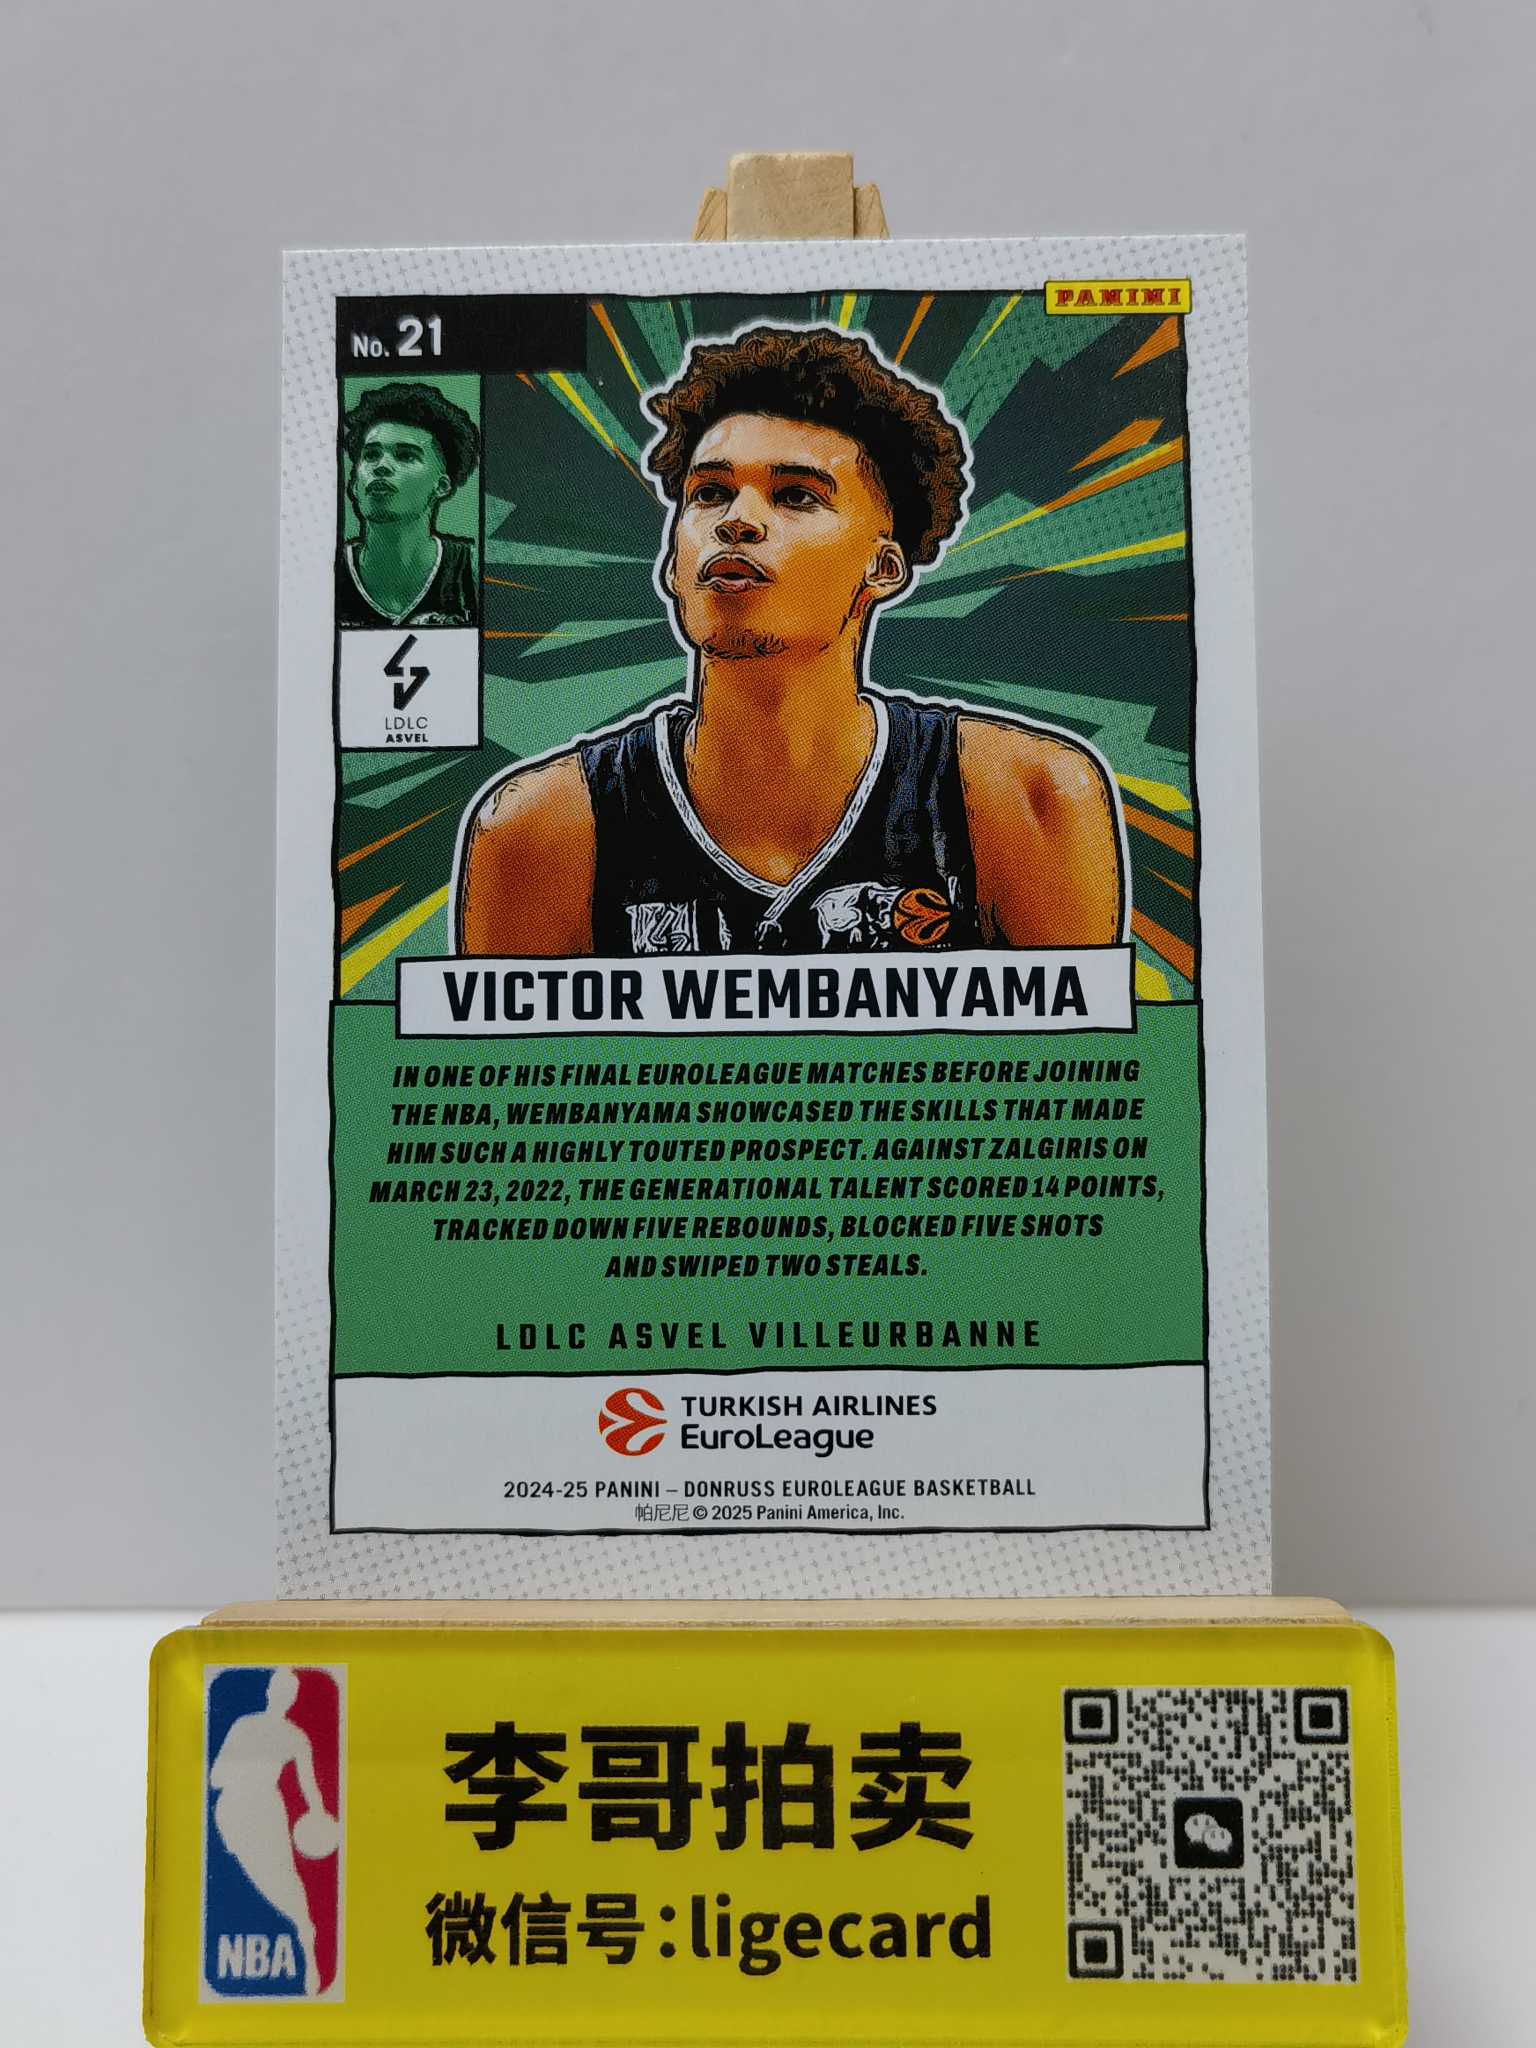 PANINI
No. 21
LDLC
ASVEL
VICTOR WEMBANYAMA
IN ONE OF HIS FINAL EUROLEAGUE MATCHES BEFORE JOINING
THE NBA, WEMBANYAMA SHOWCASED THE SKILLS THAT MADE
HIM SUCH A HIGHLY TOUTED PROSPECT. AGAINST ZALGIRIS ON
MARCH 23, 2022, THE GENERATIONAL TALENT SCORED 14 POINTS,
TRACKED DOWN FIVE REBOUNDS, BLOCKED FIVE SHOTS
AND SWIPED TWO STEALS.
LDLC ASVEL VILLEURBANNE
TURKISH AIRLINES
EuroLeague
2024-25 PANINI – DONRUSS EUROLEAGUE BASKETBALL
帕尼尼 © 2025 Panini America, Inc.
李哥拍卖
微信号:ligecard
NBA